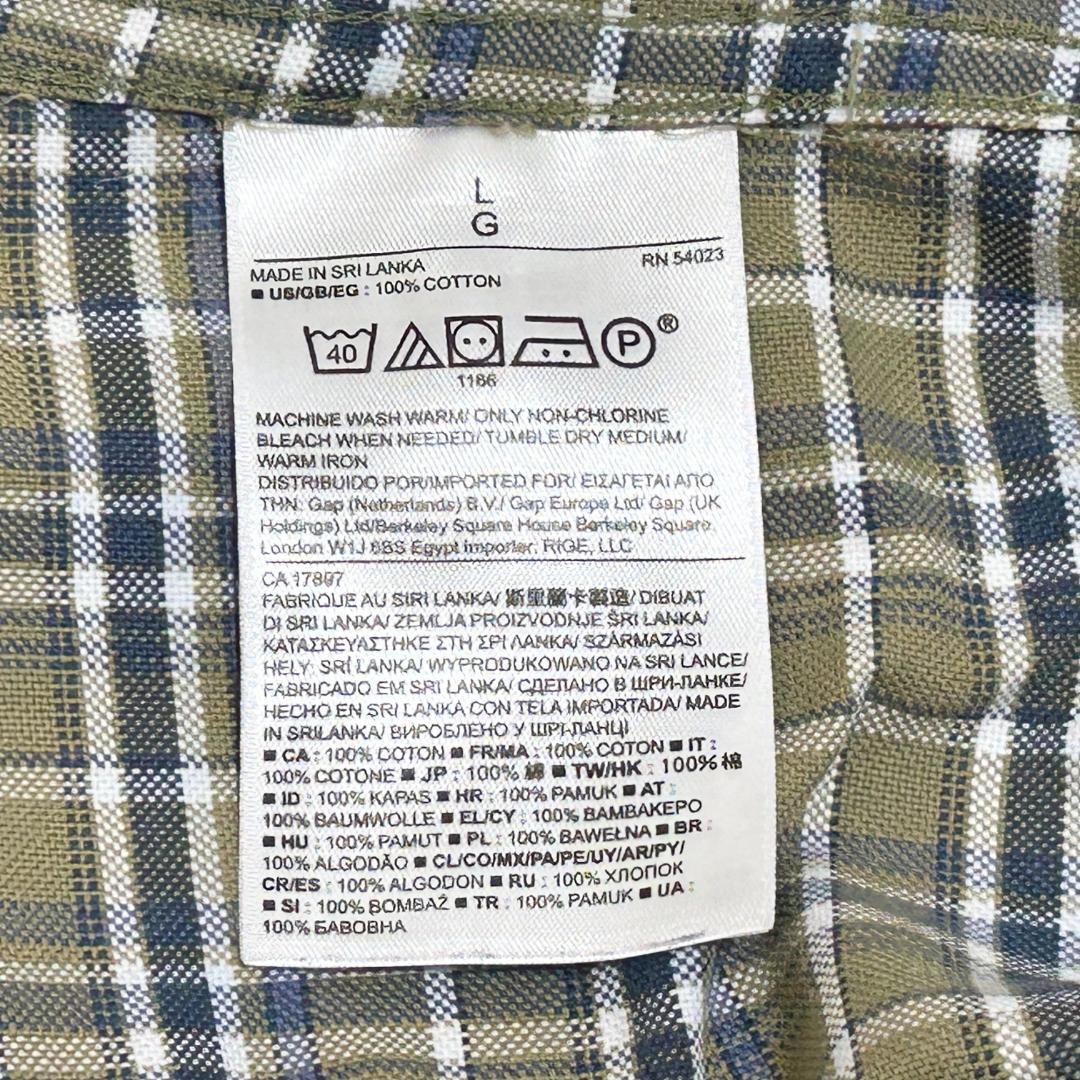 L
G
RN 54023
MADE IN SRI LANKA
■ US/GB/EG : 100% COTTON
40
P®
1166
MACHINE WASH WARM/ ONLY NON-CHLORINE
BLEACH WHEN NEEDED/ TUMBLE DRY MEDIUM/
WARM IRON
DISTRIBUIDO POR/IMPORTED FOR/ ΕΙΣΑΓΕΤΑΙ ΑΠΟ
ΤΗΝ: Gap (Netherlands) B.V./ Gap Europe Ltd/ Gap (UK
Holdings) Ltd/Berkeley Square House Berkeley Square
London W1J 6BS Egypt importer: RIGE, LLC
CA 17897
FABRIQUE AU SIRI LANKA/ 斯里蘭卡製造/ DIBUAT
DI SRI LANKA/ ZEMLJA PROIZVODNJE SRI LANKA/
ΚΑΤΑΣΚΕΥΑΣΤΗΚΕ ΣΤΗ ΣΡΙ ΛΑΝΚΑ/ SZÁRMAZÁSI
HELY: SRÍ LANKA/ WYPRODUKOWANO NA SRI LANCE/
FABRICADO EM SRI LANKA/ СДЕЛАНО В ШРИ-ЛАНКЕ/
HECHO EN SRI LANKA CON TELA IMPORTADA/ MADE
IN SRILANKA/ ВИРОБЛЕНО У ШРІ-ЛАНЦІ
■ CA : 100% COTON ■ FR/MA : 100% COTON ■ IT :
100% COTONE ■ JP : 100% 綿 ■ TW/HK : 100% 棉
■ ID : 100% KAPAS ■ HR : 100% PAMUK ■ AT :
100% BAUMWOLLE ■ EL/CY : 100% ΒΑΜΒΑΚΕΡΟ
■ HU : 100% PAMUT ■ PL : 100% BAWEŁNA ■ BR :
100% ALGODÃO ■ CL/CO/MX/PA/PE/UY/AR/PY/
CR/ES : 100% ALGODON ■ RU : 100% ХЛОПОК
■ SI : 100% BOMBAŽ ■ TR : 100% PAMUK ■ UA :
100% БАВОВНА